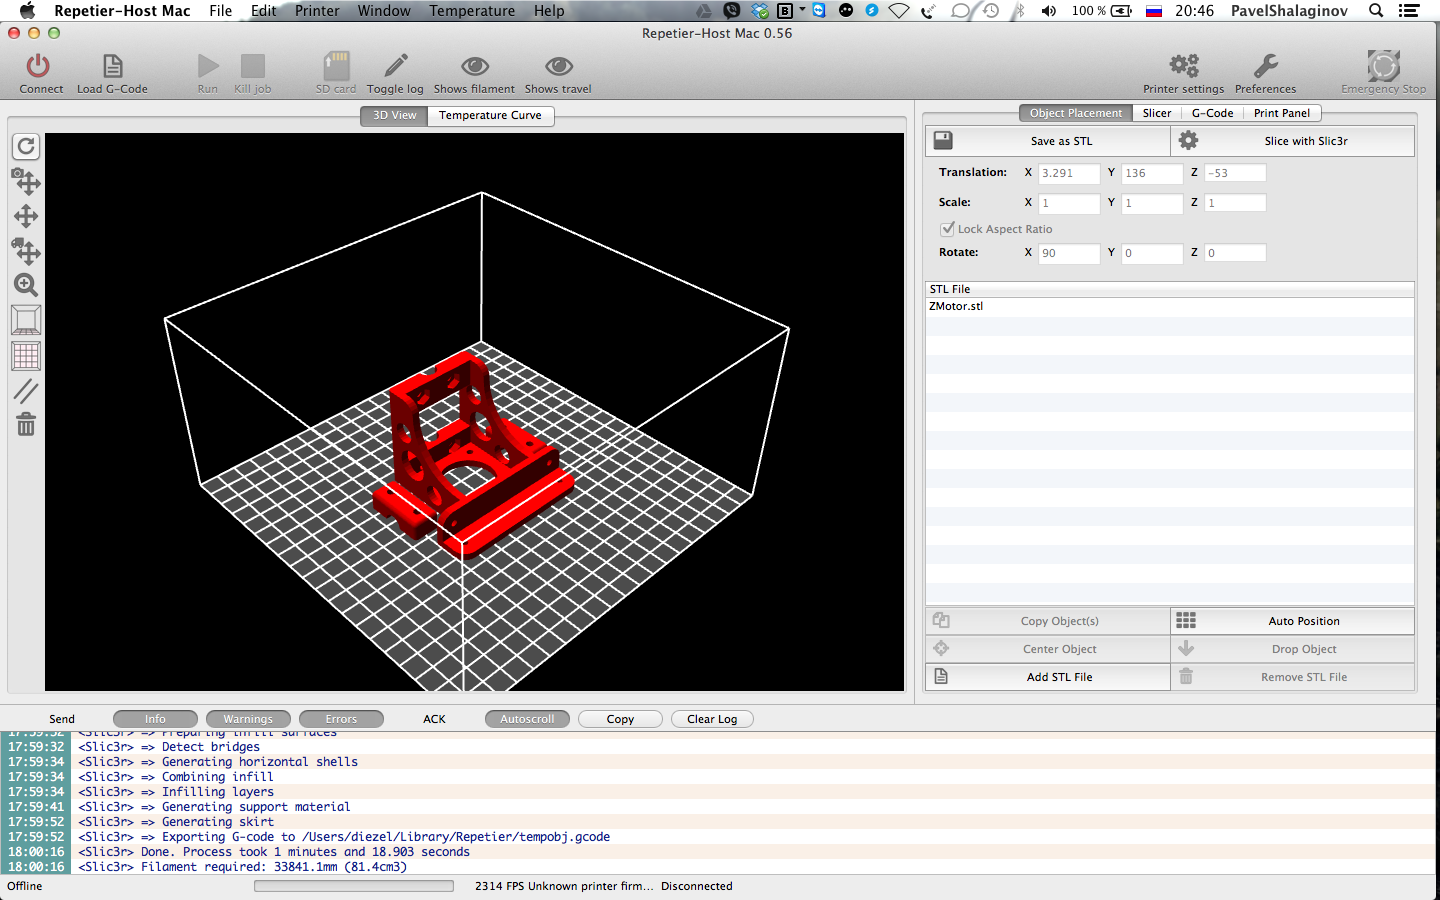 Repetier-Host Mac File Edit Printer Window Temperature Help B 100 % 20:46 PavelShalaginov
Repetier-Host Mac 0.56
Connect Load G-Code Run Kill job SD card Toggle log Shows filament Shows travel Printer settings Preferences Emergency Stop
3D View Temperature Curve
Object Placement Slicer G-Code Print Panel
Save as STL Slice with Slic3r
Translation: X 3.291 Y 136 Z -53
Scale: X 1 Y 1 Z 1
Lock Aspect Ratio
Rotate: X 90 Y 0 Z 0
STL File
ZMotor.stl
Copy Object(s) Auto Position
Center Object Drop Object
Add STL File Remove STL File
Send Info Warnings Errors ACK Autoscroll Copy Clear Log
17:59:32 <Slic3r> => Preparing infill surfaces
17:59:32 <Slic3r> => Detect bridges
17:59:34 <Slic3r> => Generating horizontal shells
17:59:34 <Slic3r> => Combining infill
17:59:34 <Slic3r> => Infilling layers
17:59:41 <Slic3r> => Generating support material
17:59:52 <Slic3r> => Generating skirt
17:59:52 <Slic3r> => Exporting G-code to /Users/diezel/Library/Repetier/tempobj.gcode
18:00:16 <Slic3r> Done. Process took 1 minutes and 18.903 seconds
18:00:16 <Slic3r> Filament required: 33841.1mm (81.4cm3)
Offline 2314 FPS Unknown printer firm... Disconnected